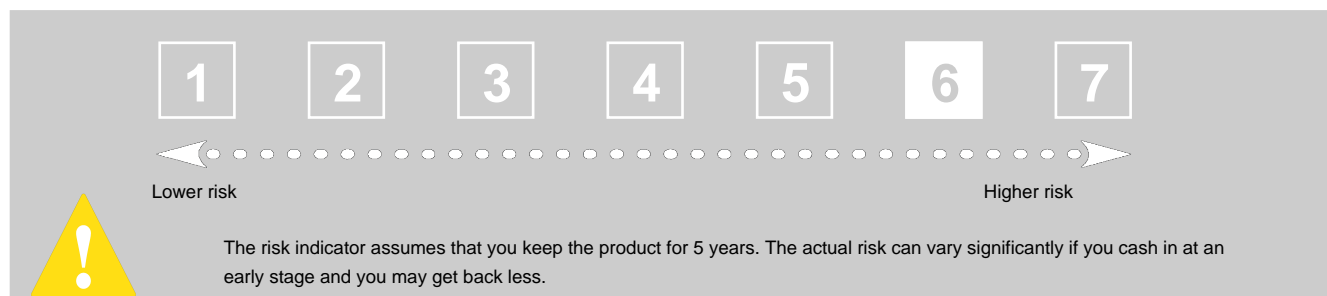 1 2 3 4 5 6 7
Lower risk Higher risk
The risk indicator assumes that you keep the product for 5 years. The actual risk can vary significantly if you cash in at an
early stage and you may get back less.
!